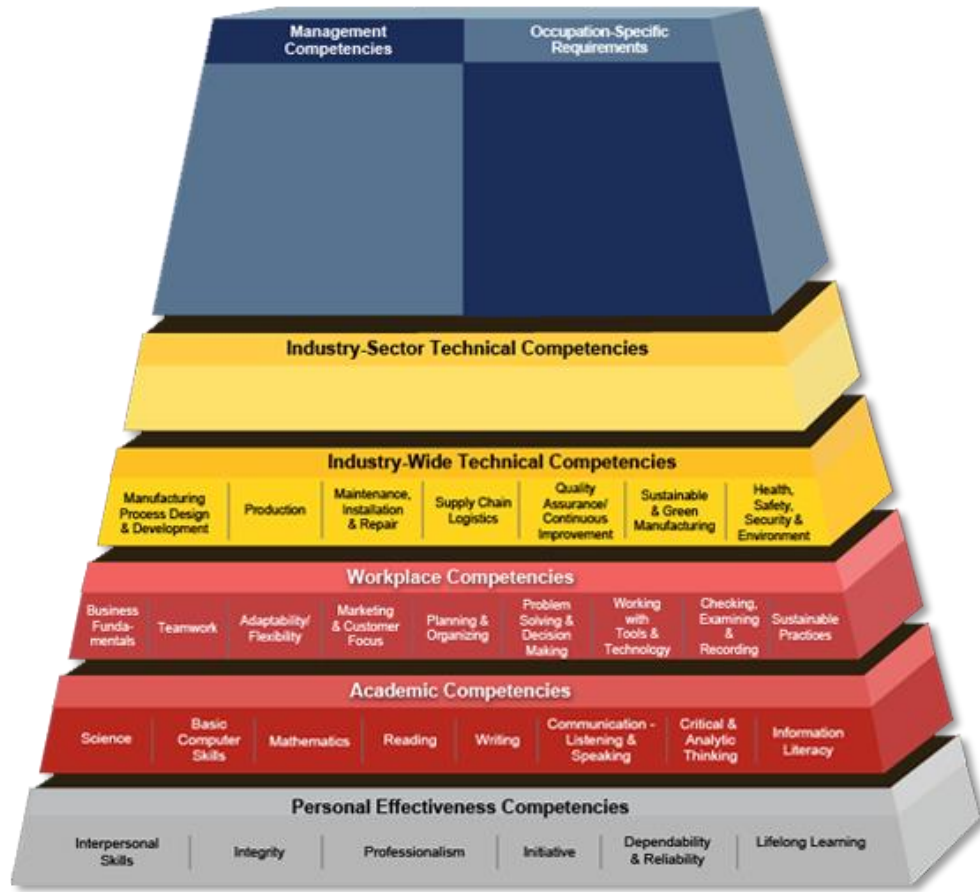 Management
Competencies
Occupation-Specific
Requirements
Industry-Sector Technical Competencies
Industry-Wide Technical Competencies
Manufacturing
Process Design
& Development
Production
Maintenance,
Installation
& Repair
Supply Chain
Logistics
Quality
Assurance/
Continuous
Improvement
Sustainable
& Green
Manufacturing
Health,
Safety,
Security &
Environment
Workplace Competencies
Business
Funda-
mentals
Teamwork
Adaptability/
Flexibility
Marketing
& Customer
Focus
Planning &
Organizing
Problem
Solving &
Decision
Making
Working
with
Tools &
Technology
Checking,
Examining
&
Recording
Sustainable
Practices
Academic Competencies
Science
Basic
Computer
Skills
Mathematics
Reading
Writing
Communication -
Listening &
Speaking
Critical &
Analytic
Thinking
Information
Literacy
Personal Effectiveness Competencies
Interpersonal
Skills
Integrity
Professionalism
Initiative
Dependability
& Reliability
Lifelong Learning